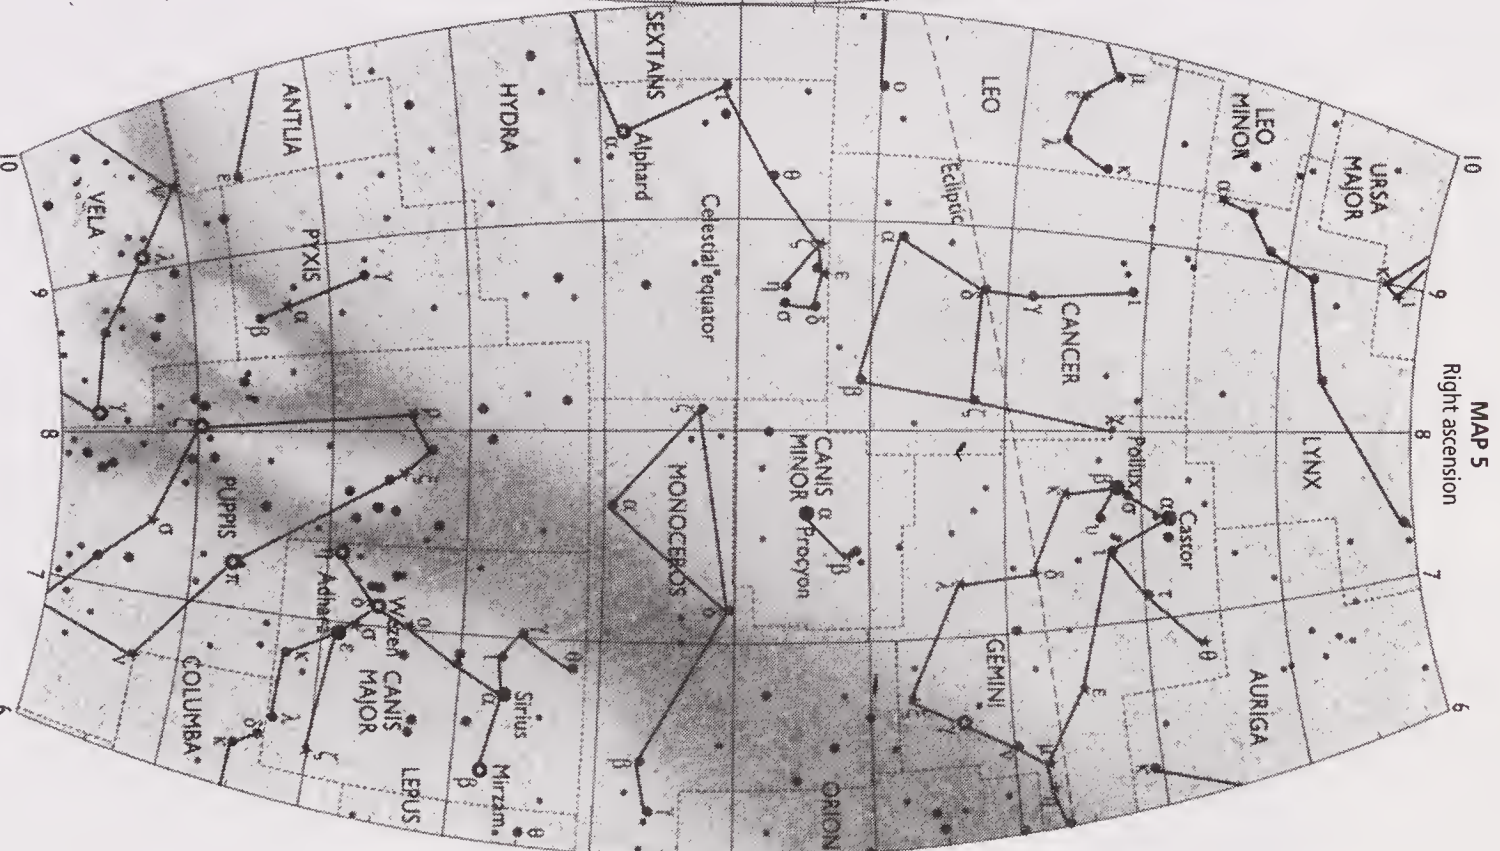 MAP 5
Right ascension
10
9
8
7
6
URSA
MAJOR
LEO
MINOR
LYNX
AURIGA
LEO
μ
ε
λ
κ
α
κ
ι
CANCER
ι
γ
δ
α
β
ζ
χ
Ecliptic
ο
Castor
α
Pollux
β
σ
υ
κ
ι
τ
θ
δ
λ
ε
ξ
γ
ν
μ
η
κ
GEMINI
CANIS
MINOR
α
Procyon
β
ORION
Celestial equator
SEXTANS
ι
Alphard
α
θ
ζ
ε
η
σ
δ
HYDRA
MONOCEROS
ζ
α
δ
β
γ
ANTLIA
ε
PYXIS
γ
α
β
VELA
λ
γ
PUPPIS
ζ
ρ
ξ
σ
π
ν
CANIS
MAJOR
Sirius
α
Mirzam
β
Wezen
δ
Adhara
ε
η
σ
ο
κ
λ
ζ
ι
γ
θ
LEPUS
θ
COLUMBA
δ
κ
10
9
8
7
6